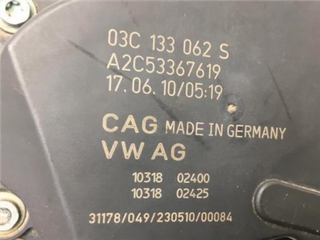 03C 133 062 S
A2C53367619
17.06.10/05:19
CAG MADE IN GERMANY
VW AG
10318 02400
10318 02425
31178/049/230510/00084